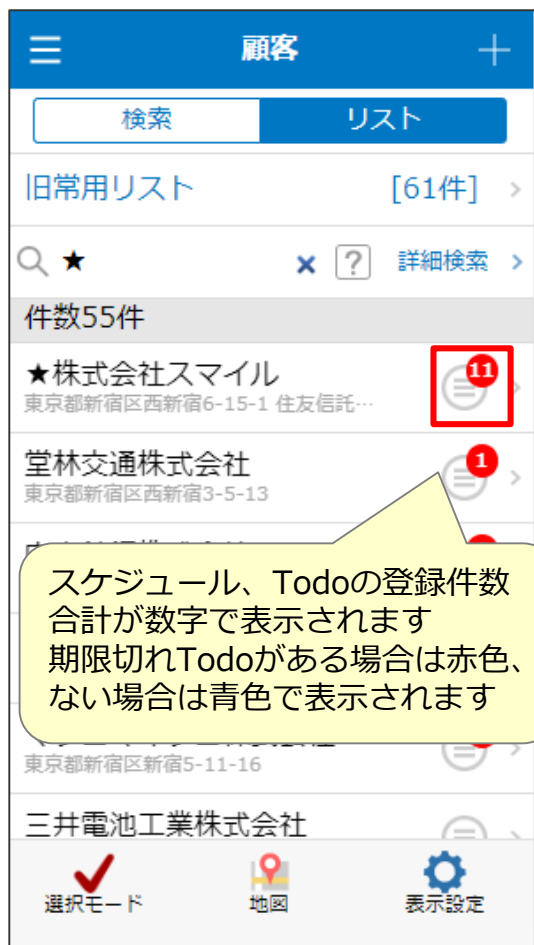 顧客
検索 リスト
旧常用リスト [61件]
★ ? 詳細検索
件数55件
★株式会社スマイル 11
東京都新宿区西新宿6-15-1 住友信託…
堂林交通株式会社 1
東京都新宿区西新宿3-5-13
スケジュール、Todoの登録件数
合計が数字で表示されます
期限切れTodoがある場合は赤色、
ない場合は青色で表示されます
東京都新宿区新宿5-11-16
三井電池工業株式会社
選択モード 地図 表示設定